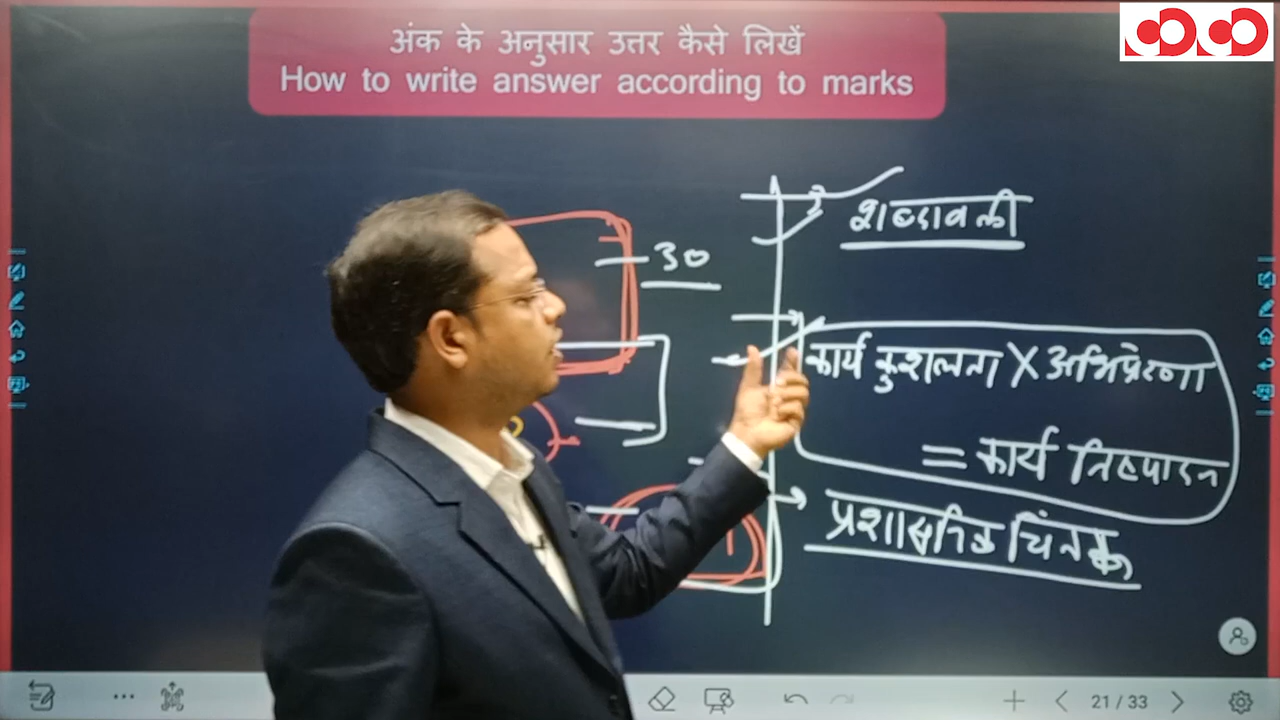 अंक के अनुसार उत्तर कैसे लिखें
How to write answer according to marks
शब्दावली
30
कार्य कुशलता X अभिप्रेरणा
= कार्य निष्पादन
प्रशासनिक चिंतक
21 / 33